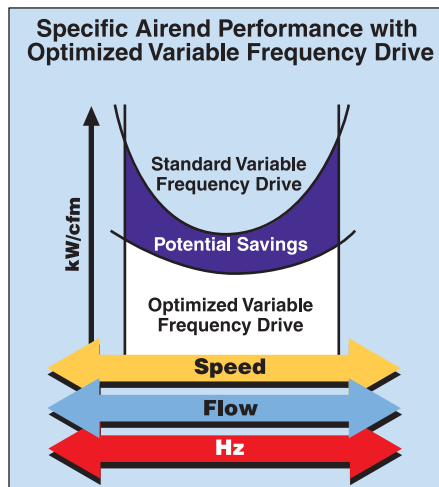 Specific Airend Performance with
Optimized Variable Frequency Drive
kW/cfm
Standard Variable
Frequency Drive
Potential Savings
Optimized Variable
Frequency Drive
Speed
Flow
Hz